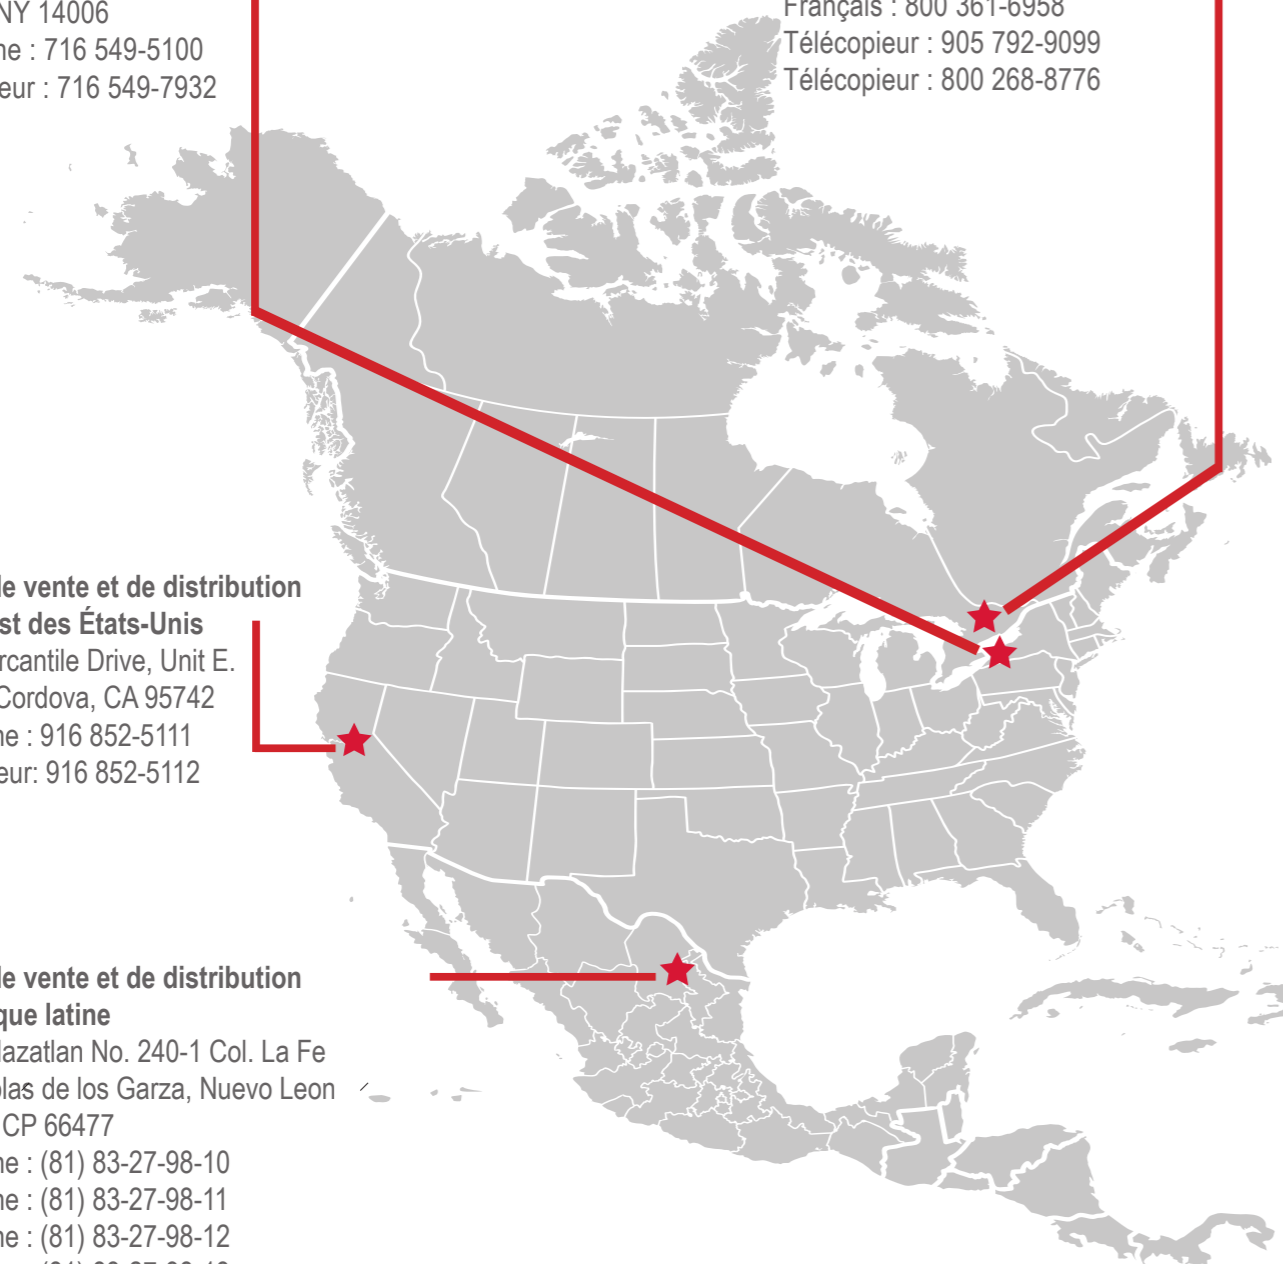 NY 14006
ne : 716 549-5100
eur : 716 549-7932
Français : 800 361-6958
Télécopieur : 905 792-9099
Télécopieur : 800 268-8776
le vente et de distribution
st des États-Unis
rcantile Drive, Unit E.
Cordova, CA 95742
ne : 916 852-5111
eur: 916 852-5112
le vente et de distribution
que latine
lazatlan No. 240-1 Col. La Fe
olas de los Garza, Nuevo Leon
CP 66477
ne : (81) 83-27-98-10
ne : (81) 83-27-98-11
ne : (81) 83-27-98-12